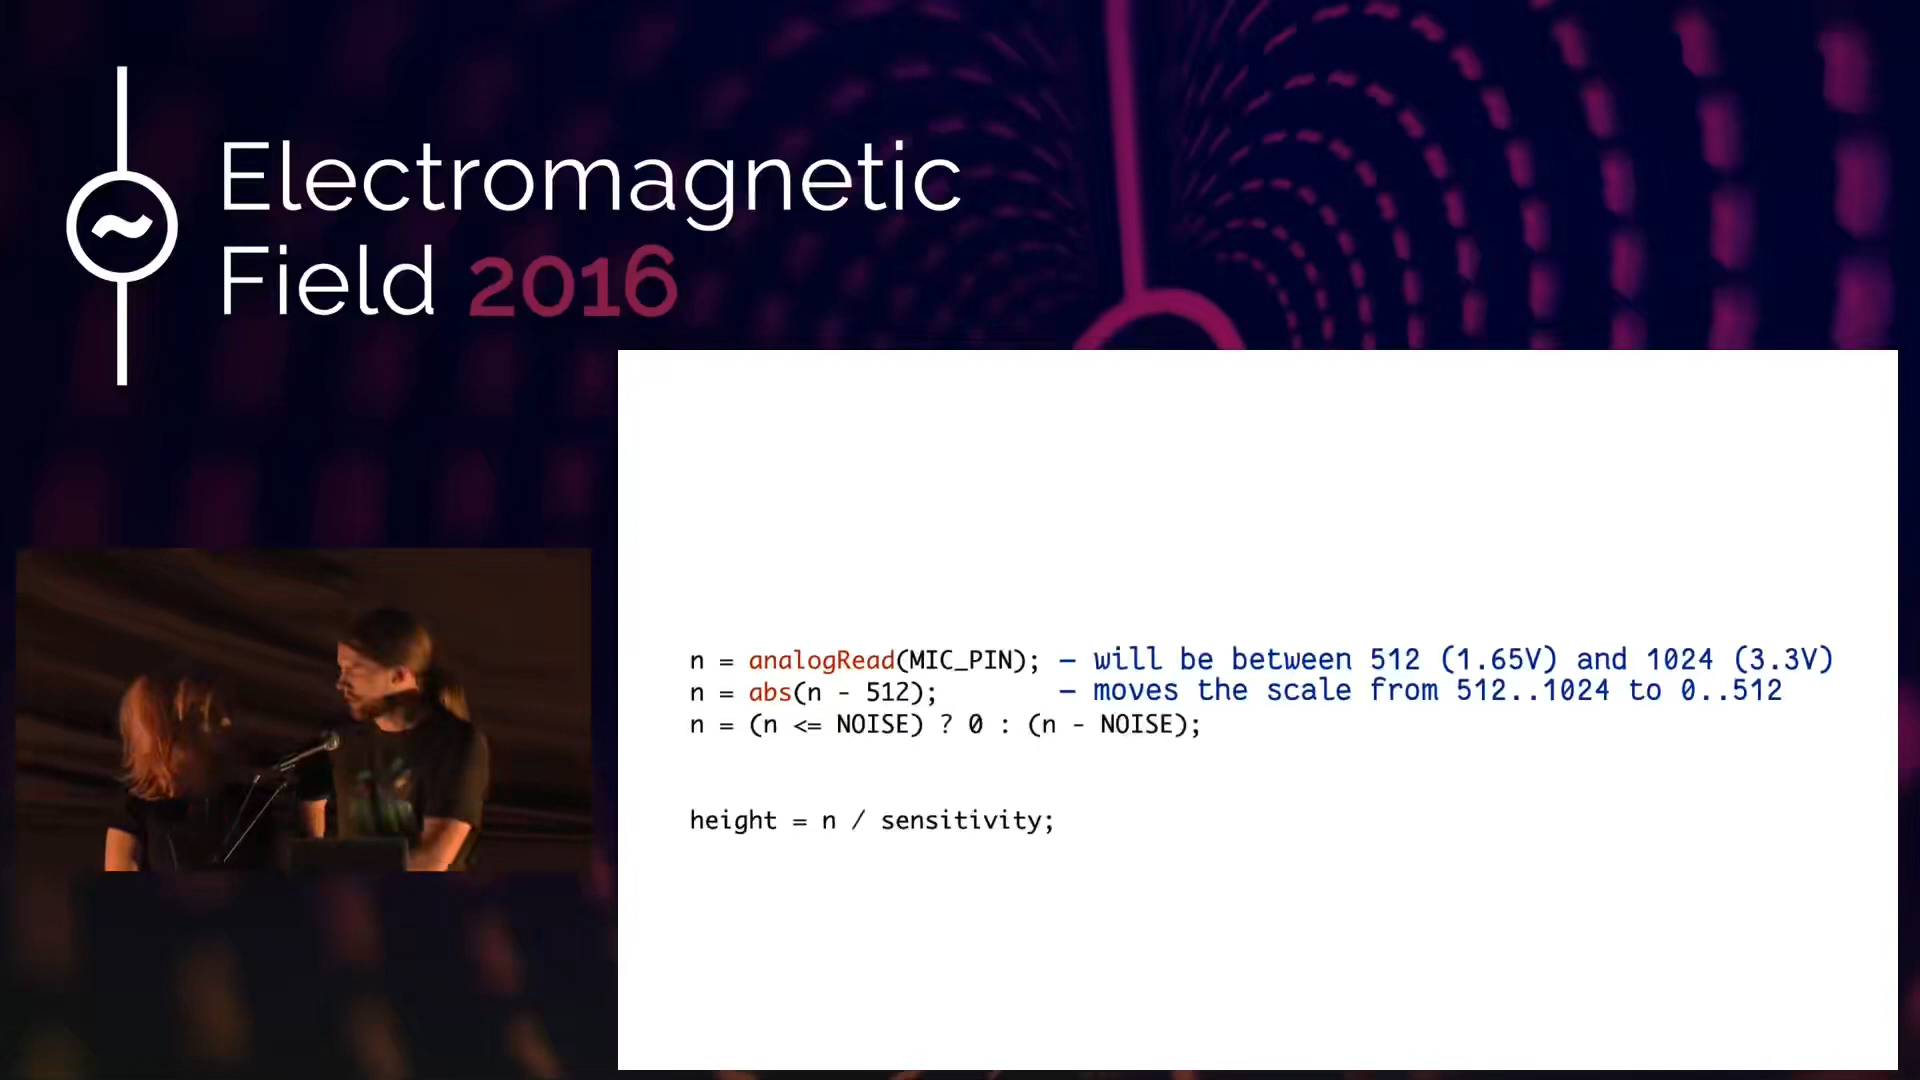 Electromagnetic
Field 2016
n = analogRead(MIC_PIN); – will be between 512 (1.65V) and 1024 (3.3V)
n = abs(n - 512); – moves the scale from 512..1024 to 0..512
n = (n <= NOISE) ? 0 : (n - NOISE);
height = n / sensitivity;